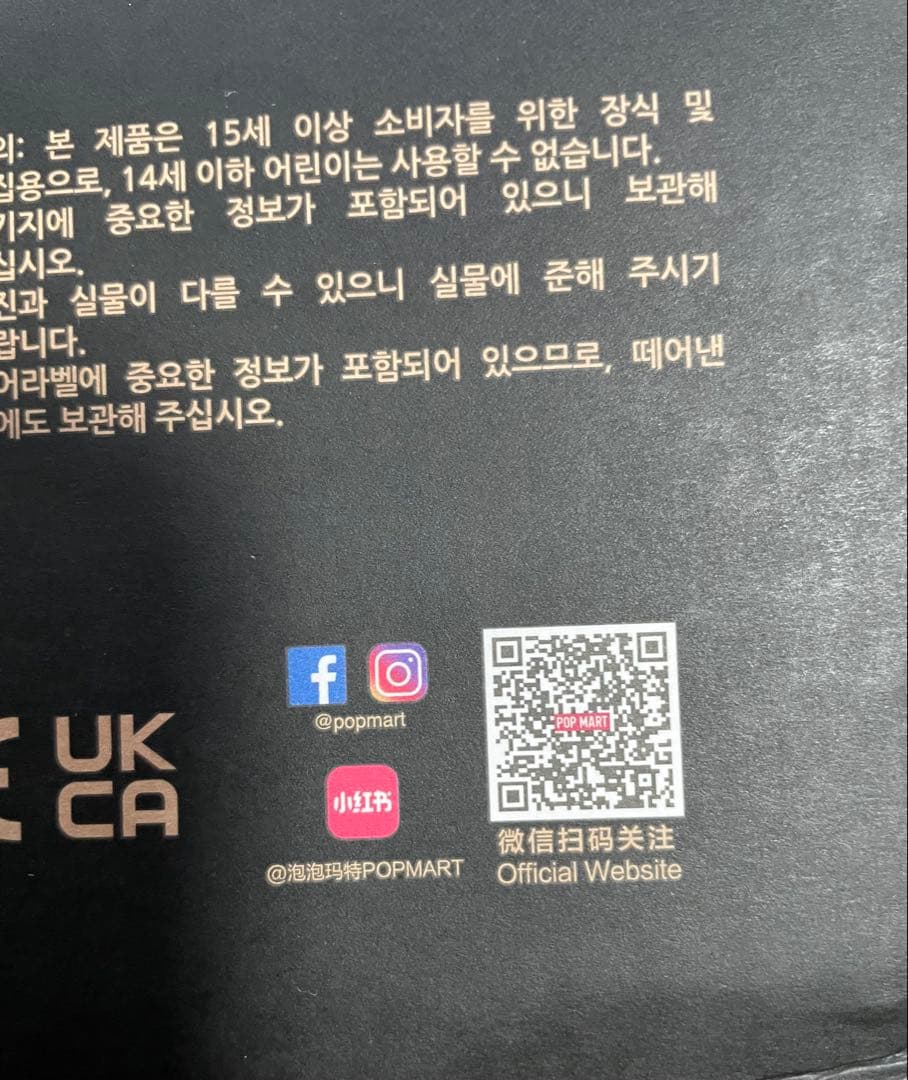 의: 본 제품은 15세 이상 소비자를 위한 장식 및
집용으로, 14세 이하 어린이는 사용할 수 없습니다.
기지에 중요한 정보가 포함되어 있으니 보관해
십시오.
진과 실물이 다를 수 있으니 실물에 준해 주시기
랍니다.
어라벨에 중요한 정보가 포함되어 있으므로, 떼어낸
에도 보관해 주십시오.
@popmart
POP MART
UK
CA
小红书
@泡泡玛特POPMART
微信扫码关注
Official Website